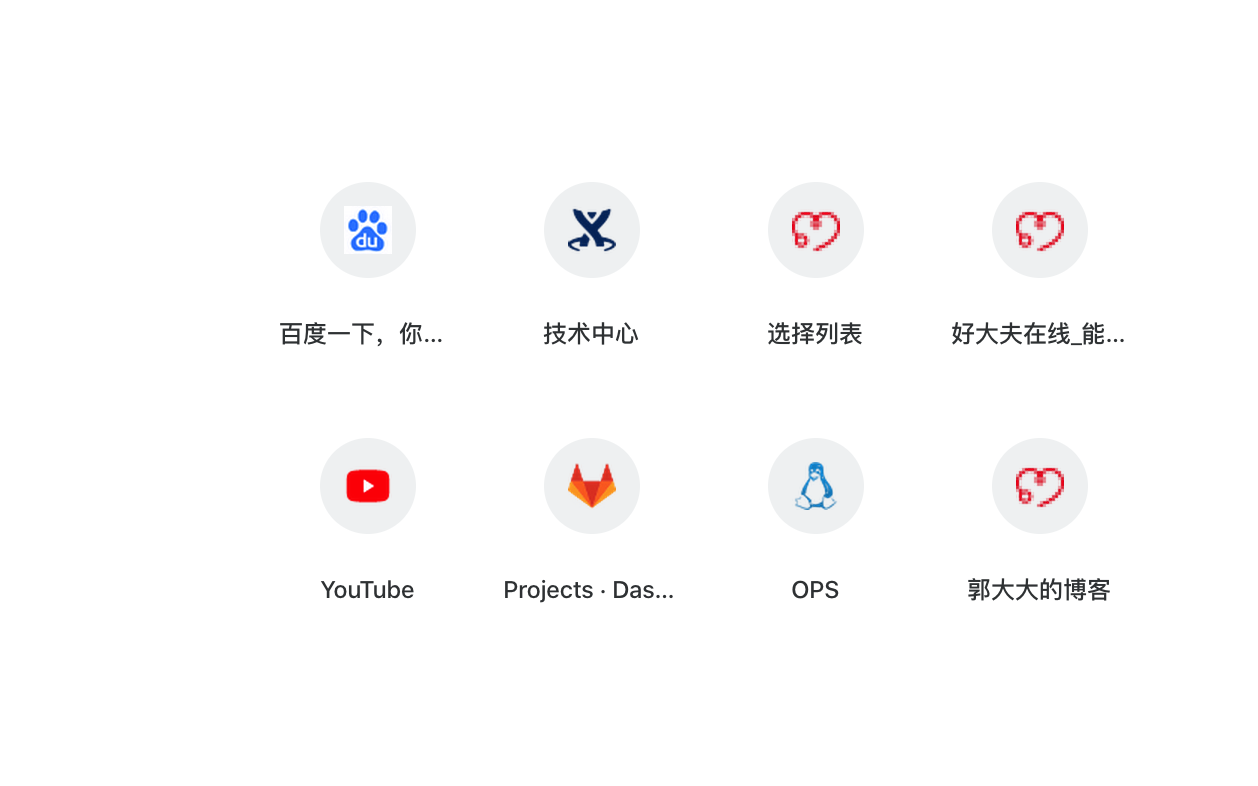 du
百度一下，你...
技术中心
选择列表
好大夫在线_能...
YouTube
Projects · Das...
OPS
郭大大的博客